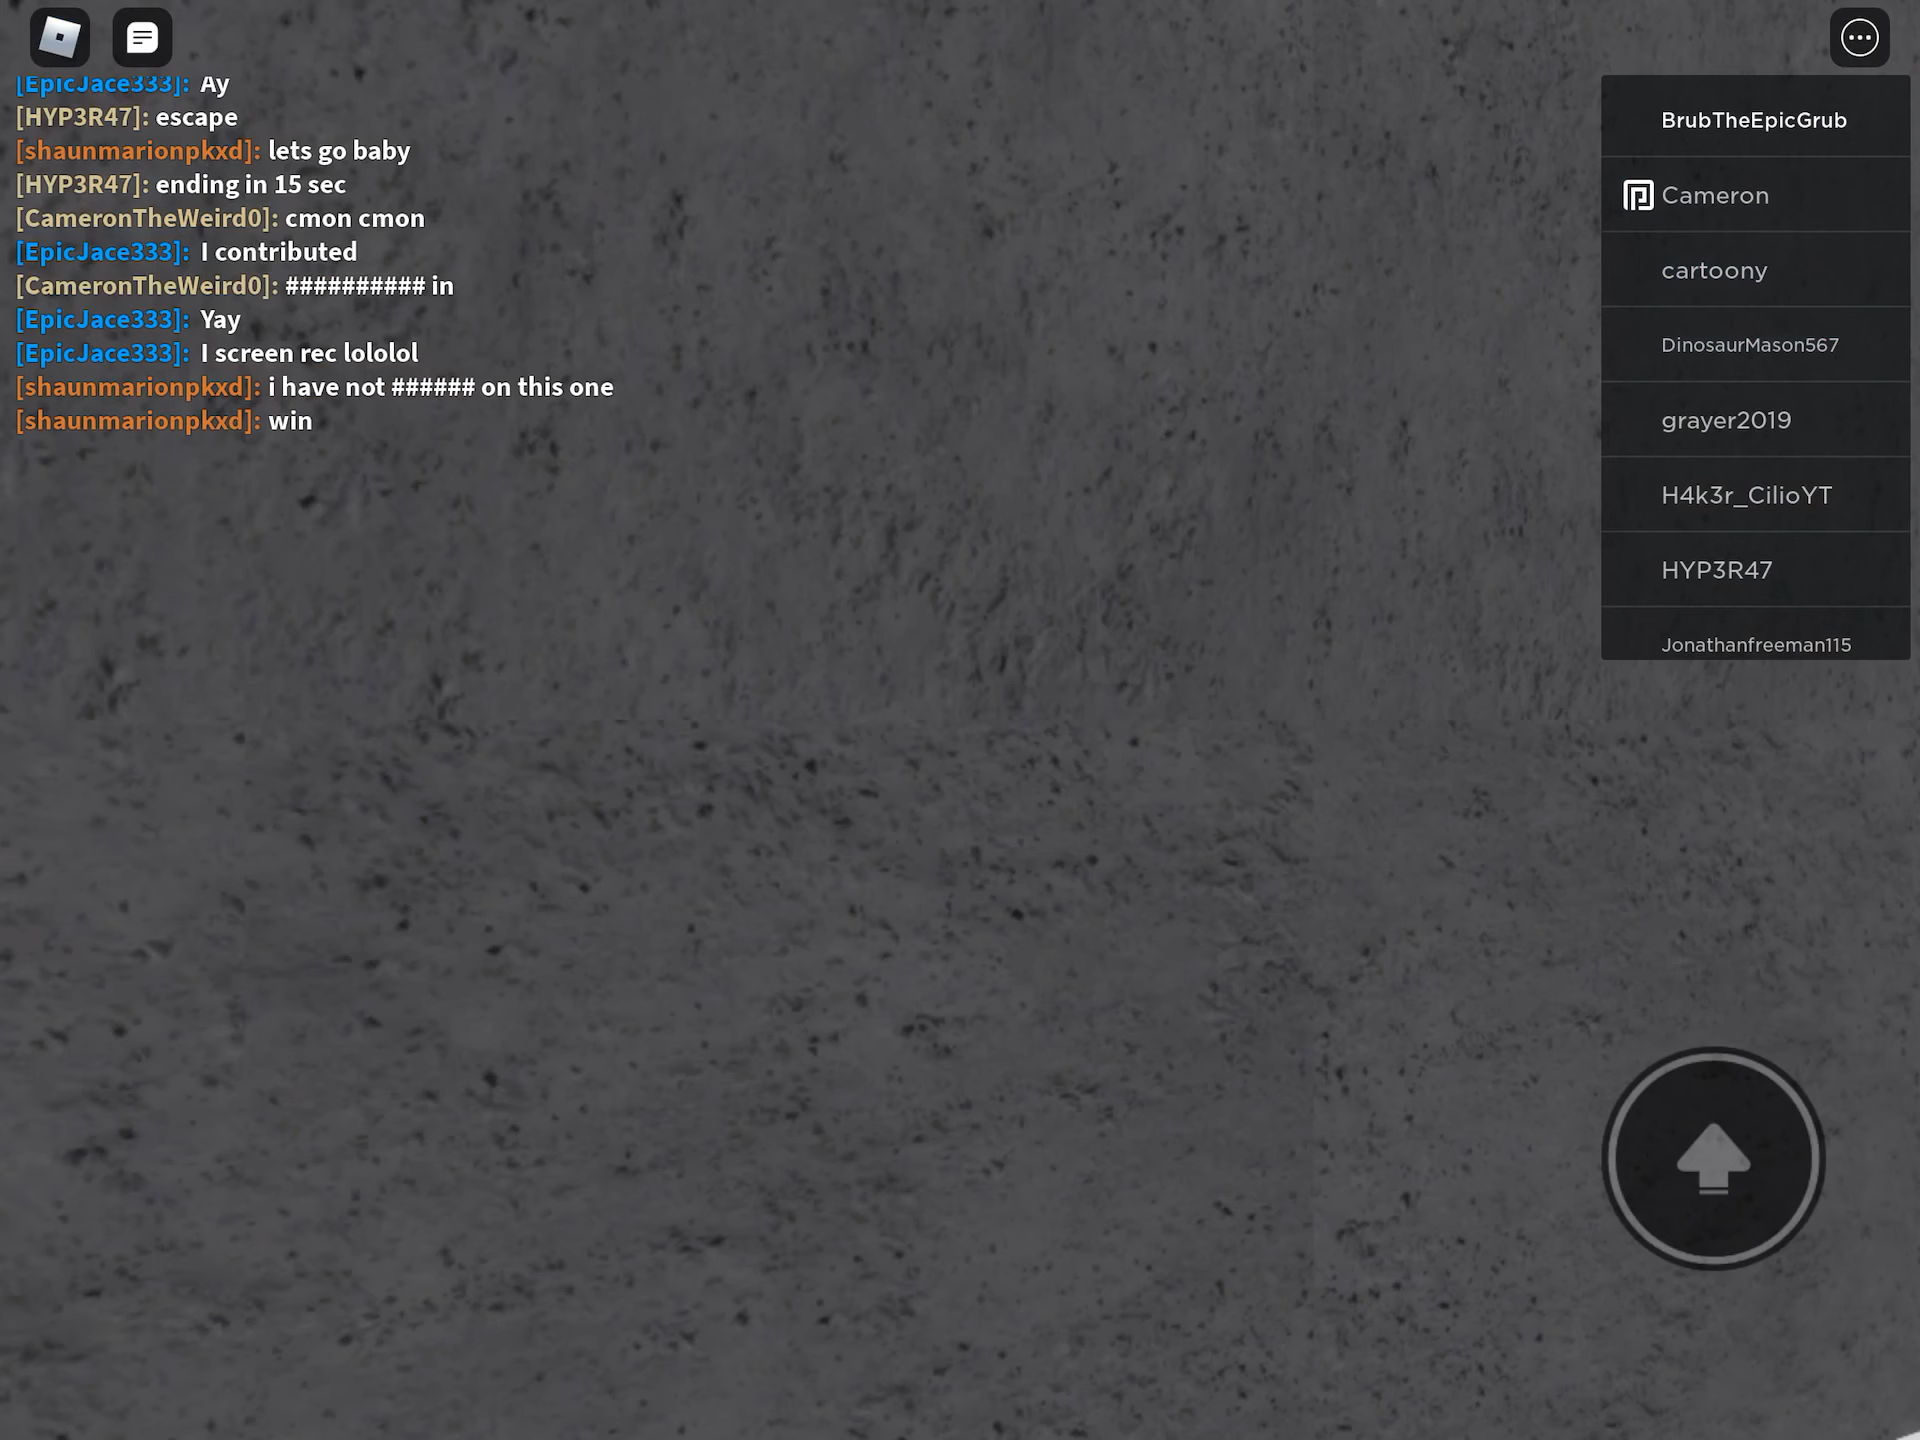 [EpicJace333]: Ay
[HYP3R47]: escape
[shaunmarionpkxd]: lets go baby
[HYP3R47]: ending in 15 sec
[CameronTheWeird0]: cmon cmon
[EpicJace333]: I contributed
[CameronTheWeird0]: ########## in
[EpicJace333]: Yay
[EpicJace333]: I screen rec lololol
[shaunmarionpkxd]: i have not ###### on this one
[shaunmarionpkxd]: win
BrubTheEpicGrub
Cameron
cartoony
DinosaurMason567
grayer2019
H4k3r_CilioYT
HYP3R47
Jonathanfreeman115